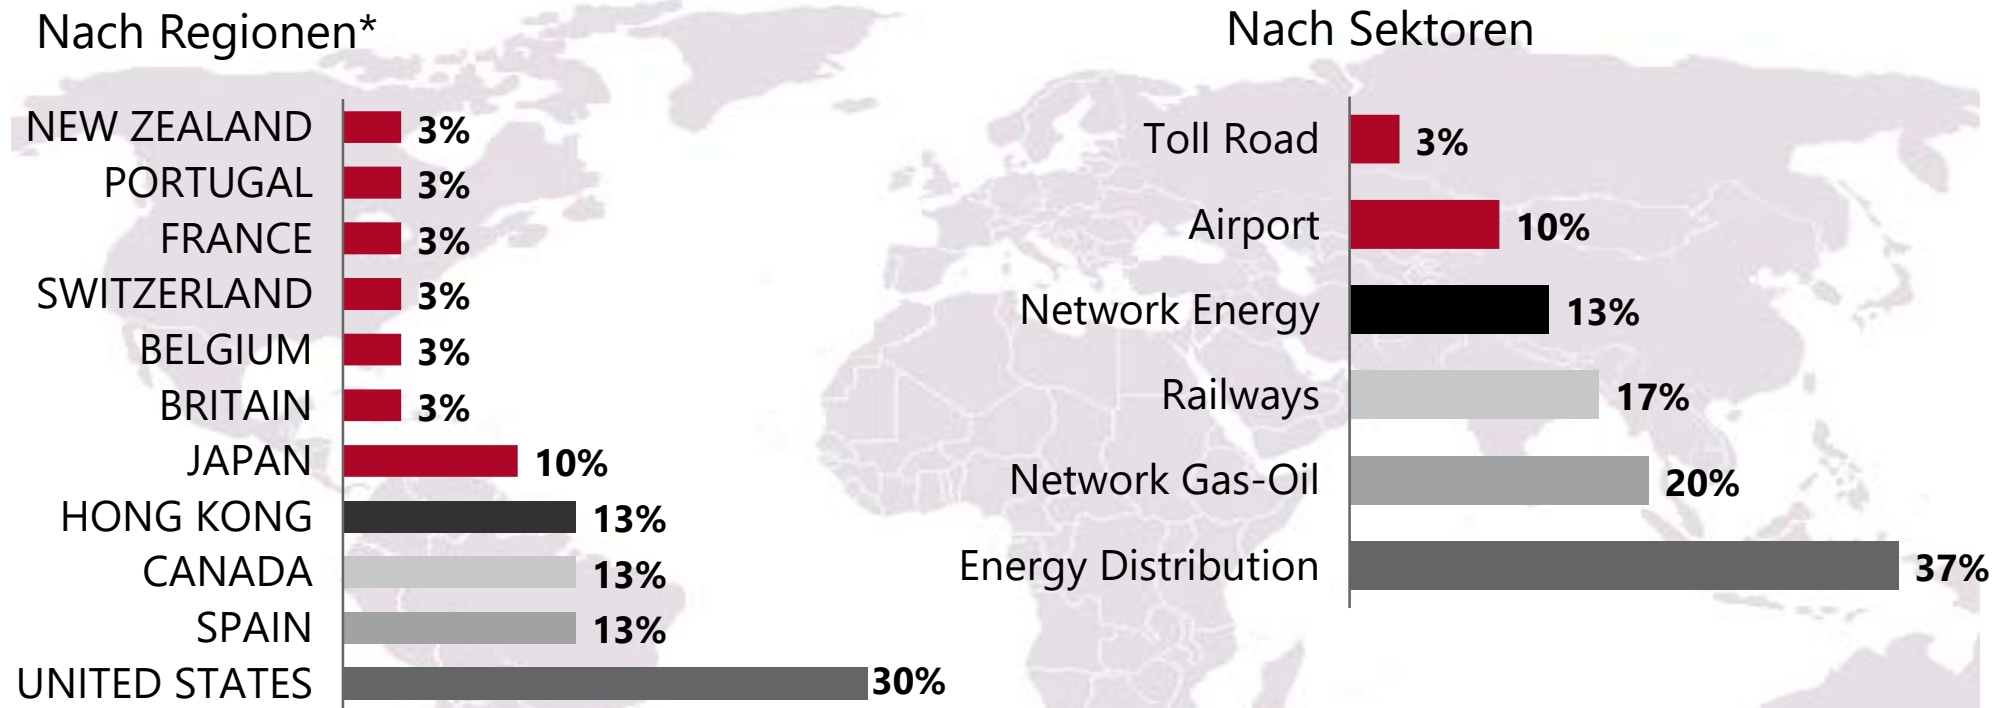 Nach Regionen*
NEW ZEALAND 3%
PORTUGAL 3%
FRANCE 3%
SWITZERLAND 3%
BELGIUM 3%
BRITAIN 3%
JAPAN 10%
HONG KONG 13%
CANADA 13%
SPAIN 13%
UNITED STATES 30%
Nach Sektoren
Toll Road 3%
Airport 10%
Network Energy 13%
Railways 17%
Network Gas-Oil 20%
Energy Distribution 37%